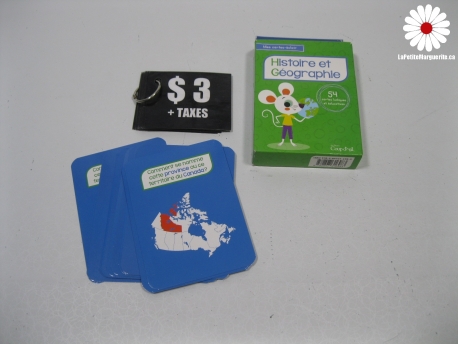 LaPetiteMarguerite.ca
Histoire et
Géographie
54
$ 3
+ TAXES
Comment se nomme
cette province ou ce
territoire du Canada?